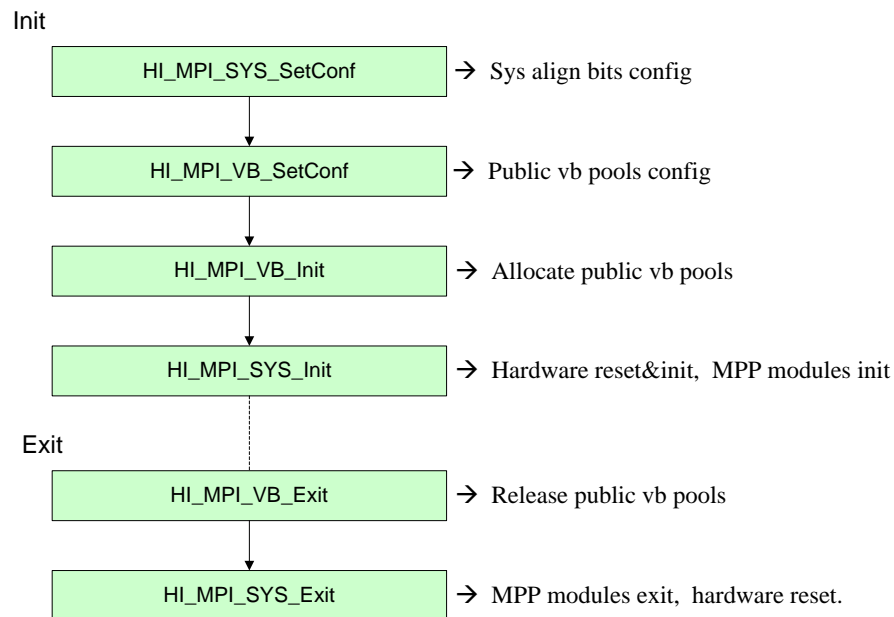 Init
HI_MPI_SYS_SetConf → Sys align bits config
HI_MPI_VB_SetConf → Public vb pools config
HI_MPI_VB_Init → Allocate public vb pools
HI_MPI_SYS_Init → Hardware reset&init, MPP modules init
Exit
HI_MPI_VB_Exit → Release public vb pools
HI_MPI_SYS_Exit → MPP modules exit, hardware reset.